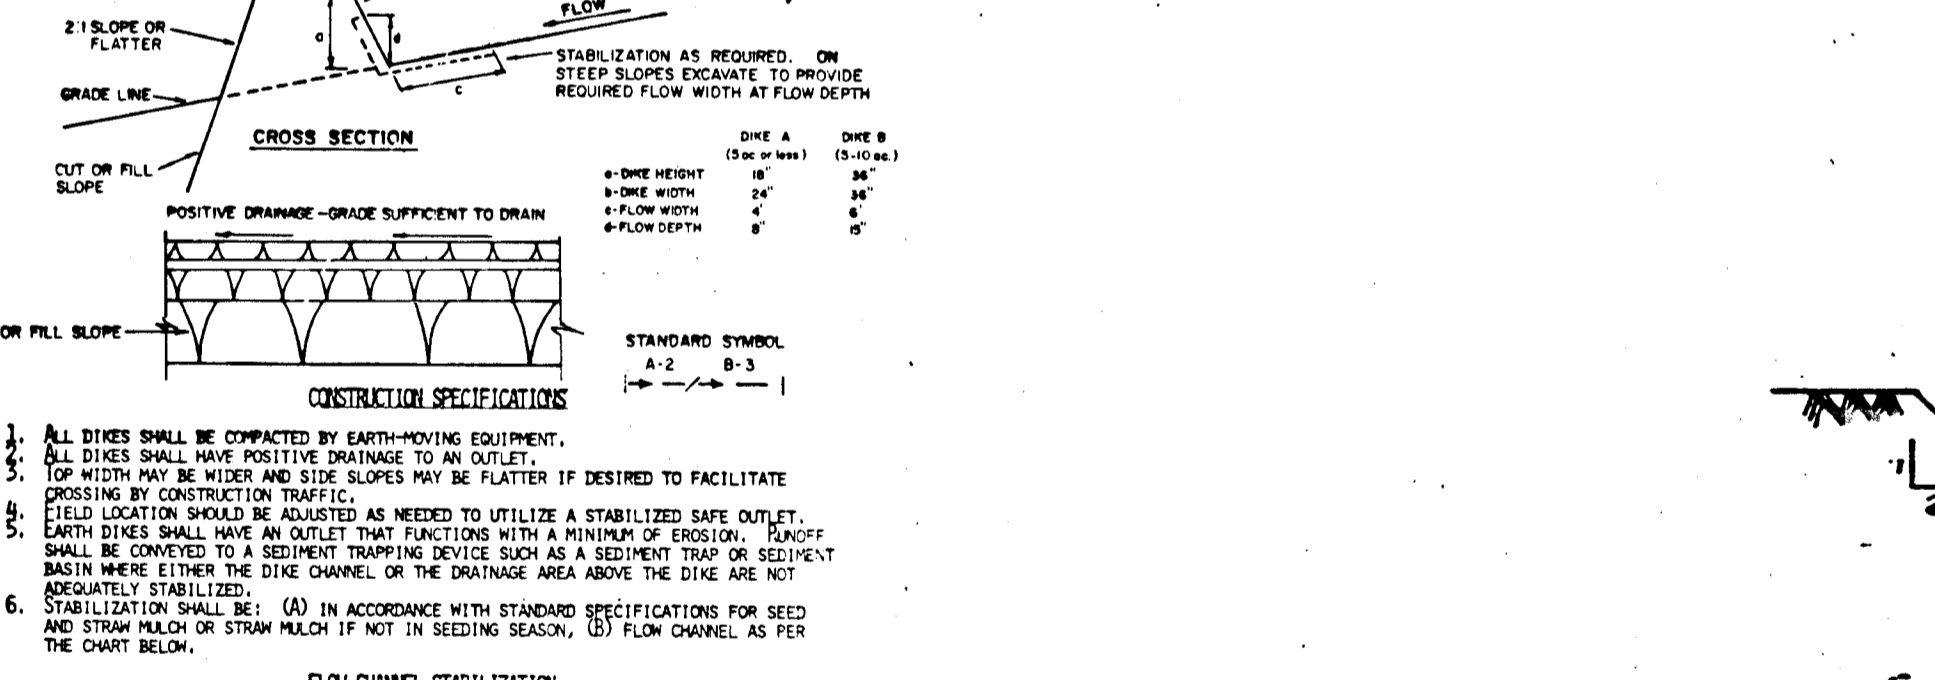 FLOW
2:1 SLOPE OR
FLATTER
a
d
STABILIZATION AS REQUIRED. ON
STEEP SLOPES EXCAVATE TO PROVIDE
REQUIRED FLOW WIDTH AT FLOW DEPTH
c
GRADE LINE
CROSS SECTION
CUT OR FILL
SLOPE
DIKE A DIKE B
(5 ac or less) (5-10 ac.)
a-DIKE HEIGHT 18" 36"
b-DIKE WIDTH 24" 36"
c-FLOW WIDTH 4' 6'
d-FLOW DEPTH 8" 15"
POSITIVE DRAINAGE-GRADE SUFFICIENT TO DRAIN
OR FILL SLOPE
STANDARD SYMBOL
A-2 B-3
CONSTRUCTION SPECIFICATIONS
1. ALL DIKES SHALL BE COMPACTED BY EARTH-MOVING EQUIPMENT.
2. ALL DIKES SHALL HAVE POSITIVE DRAINAGE TO AN OUTLET.
3. TOP WIDTH MAY BE WIDER AND SIDE SLOPES MAY BE FLATTER IF DESIRED TO FACILITATE
CROSSING BY CONSTRUCTION TRAFFIC.
4. FIELD LOCATION SHOULD BE ADJUSTED AS NEEDED TO UTILIZE A STABILIZED SAFE OUTLET.
5. EARTH DIKES SHALL HAVE AN OUTLET THAT FUNCTIONS WITH A MINIMUM OF EROSION. RUNOFF
SHALL BE CONVEYED TO A SEDIMENT TRAPPING DEVICE SUCH AS A SEDIMENT TRAP OR SEDIMENT
BASIN WHERE EITHER THE DIKE CHANNEL OR THE DRAINAGE AREA ABOVE THE DIKE ARE NOT
ADEQUATELY STABILIZED.
6. STABILIZATION SHALL BE: (A) IN ACCORDANCE WITH STANDARD SPECIFICATIONS FOR SEED
AND STRAW MULCH OR STRAW MULCH IF NOT IN SEEDING SEASON, (B) FLOW CHANNEL AS PER
THE CHART BELOW.
FLOW CHANNEL STABILIZATION